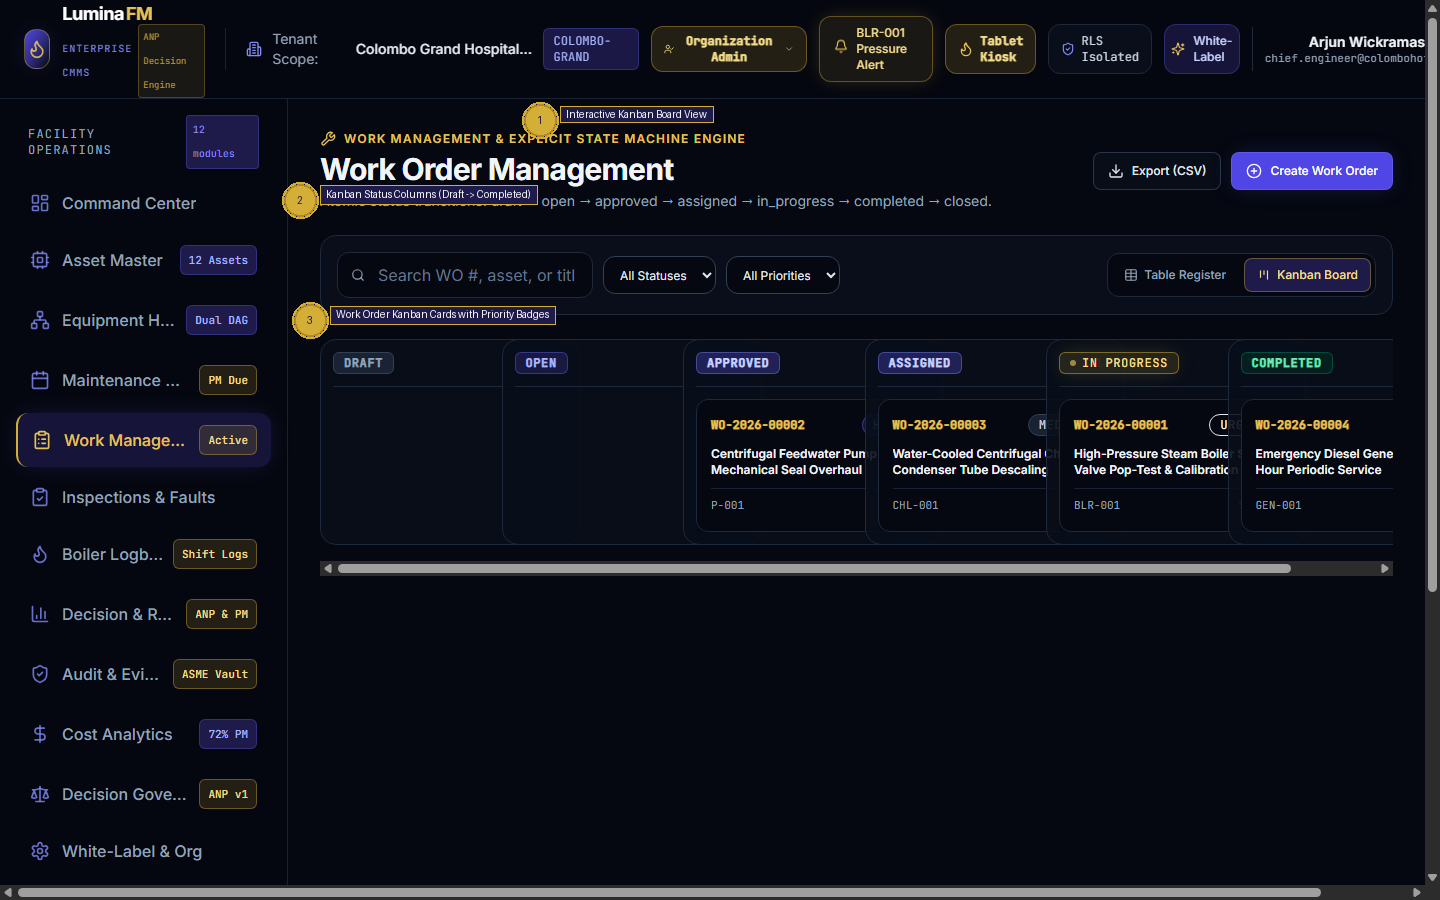 LuminaFM
ENTERPRISE
CMMS
ANP
Decision
Engine
Tenant
Scope:
Colombo Grand Hospital...
COLOMBO-
GRAND
Organization
Admin
BLR-001
Pressure
Alert
Tablet
Kiosk
RLS
Isolated
White-
Label
Arjun Wickramas
chief.engineer@colomboho
FACILITY
OPERATIONS
12
modules
Command Center
Asset Master
12 Assets
Equipment H...
Dual DAG
Maintenance ...
PM Due
Work Manage...
Active
Inspections & Faults
Boiler Logb...
Shift Logs
Decision & R...
ANP & PM
Audit & Evi...
ASME Vault
Cost Analytics
72% PM
Decision Gove...
ANP v1
White-Label & Org
1
Interactive Kanban Board View
WORK MANAGEMENT & EXPLICIT STATE MACHINE ENGINE
Work Order Management
2
Kanban Status Columns (Draft -> Completed)
open → approved → assigned → in_progress → completed → closed.
Export (CSV)
Create Work Order
Search WO #, asset, or titl
All Statuses
All Priorities
Table Register
Kanban Board
3
Work Order Kanban Cards with Priority Badges
DRAFT
OPEN
APPROVED
WO-2026-00002
Centrifugal Feedwater Pump
Mechanical Seal Overhaul
P-001
ASSIGNED
WO-2026-00003
Water-Cooled Centrifugal Ch
Condenser Tube Descaling
CHL-001
IN PROGRESS
WO-2026-00001
High-Pressure Steam Boiler
Valve Pop-Test & Calibration
BLR-001
COMPLETED
WO-2026-00004
Emergency Diesel Gene
Hour Periodic Service
GEN-001